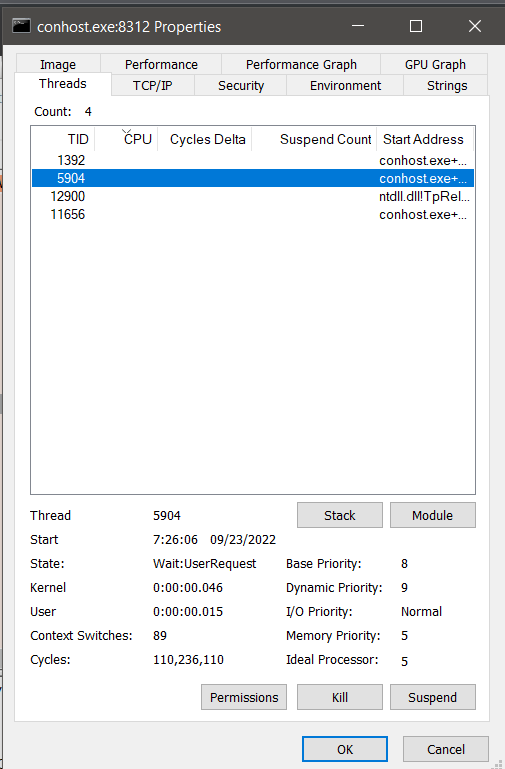 conhost.exe:8312 Properties
Image Performance Performance Graph GPU Graph
Threads TCP/IP Security Environment Strings
Count: 4
TID CPU Cycles Delta Suspend Count Start Address
1392 conhost.exe+...
5904 conhost.exe+...
12900 ntdll.dll!TpRel...
11656 conhost.exe+...
Thread 5904 Stack Module
Start 7:26:06 09/23/2022
State: Wait:UserRequest Base Priority: 8
Kernel 0:00:00.046 Dynamic Priority: 9
User 0:00:00.015 I/O Priority: Normal
Context Switches: 89 Memory Priority: 5
Cycles: 110,236,110 Ideal Processor: 5
Permissions Kill Suspend
OK Cancel